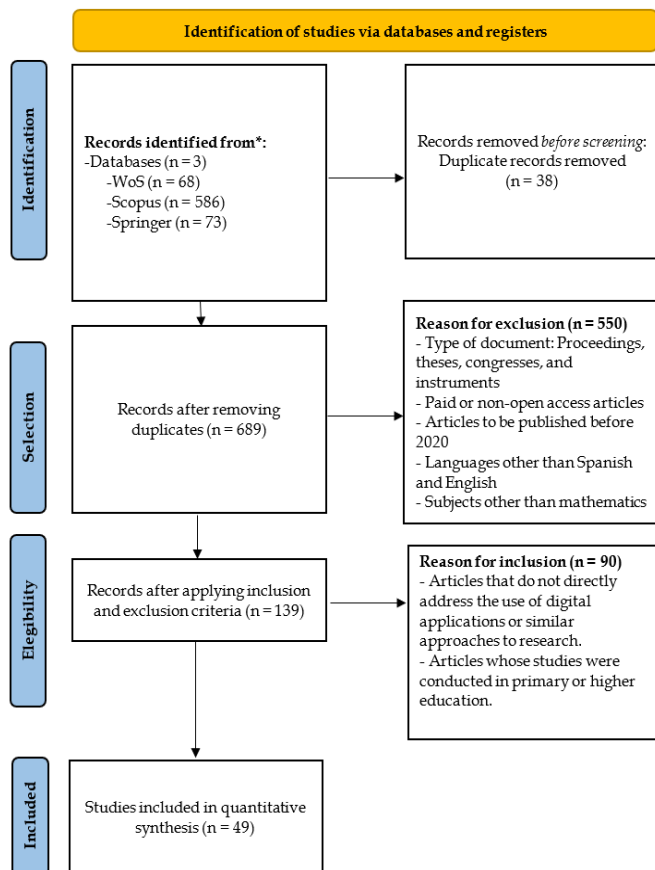 Identification of studies via databases and registers
Identification
Records identified from*:
-Databases (n = 3)
-WoS (n = 68)
-Scopus (n = 586)
-Springer (n = 73)
Records removed before screening:
Duplicate records removed
(n = 38)
Selection
Records after removing
duplicates (n = 689)
Reason for exclusion (n = 550)
- Type of document: Proceedings,
theses, congresses, and
instruments
- Paid or non-open access articles
- Articles to be published before
2020
- Languages other than Spanish
and English
- Subjects other than mathematics
Elegibility
Records after applying inclusion
and exclusion criteria (n = 139)
Reason for inclusion (n = 90)
- Articles that do not directly
address the use of digital
applications or similar
approaches to research.
- Articles whose studies were
conducted in primary or higher
education.
Included
Studies included in quantitative
synthesis (n = 49)